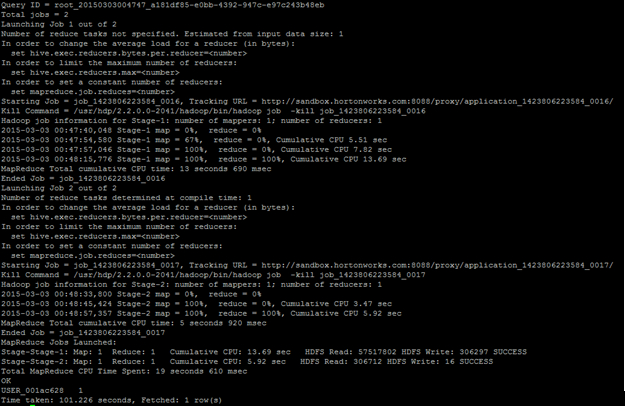 Query ID = root_20150303004747_a181df85-e0bb-4392-947c-e97c243b48eb
Total jobs = 2
Launching Job 1 out of 2
Number of reduce tasks not specified. Estimated from input data size: 1
In order to change the average load for a reducer (in bytes):
  set hive.exec.reducers.bytes.per.reducer=<number>
In order to limit the maximum number of reducers:
  set hive.exec.reducers.max=<number>
In order to set a constant number of reducers:
  set mapreduce.job.reduces=<number>
Starting Job = job_1423806223584_0016, Tracking URL = http://sandbox.hortonworks.com:8088/proxy/application_1423806223584_0016/
Kill Command = /usr/hdp/2.2.0.0-2041/hadoop/bin/hadoop job  -kill job_1423806223584_0016
Hadoop job information for Stage-1: number of mappers: 1; number of reducers: 1
2015-03-03 00:47:40,048 Stage-1 map = 0%,  reduce = 0%
2015-03-03 00:47:54,580 Stage-1 map = 67%,  reduce = 0%, Cumulative CPU 5.51 sec
2015-03-03 00:47:57,046 Stage-1 map = 100%,  reduce = 0%, Cumulative CPU 7.82 sec
2015-03-03 00:48:15,776 Stage-1 map = 100%,  reduce = 100%, Cumulative CPU 13.69 sec
MapReduce Total cumulative CPU time: 13 seconds 690 msec
Ended Job = job_1423806223584_0016
Launching Job 2 out of 2
Number of reduce tasks determined at compile time: 1
In order to change the average load for a reducer (in bytes):
  set hive.exec.reducers.bytes.per.reducer=<number>
In order to limit the maximum number of reducers:
  set hive.exec.reducers.max=<number>
In order to set a constant number of reducers:
  set mapreduce.job.reduces=<number>
Starting Job = job_1423806223584_0017, Tracking URL = http://sandbox.hortonworks.com:8088/proxy/application_1423806223584_0017/
Kill Command = /usr/hdp/2.2.0.0-2041/hadoop/bin/hadoop job  -kill job_1423806223584_0017
Hadoop job information for Stage-2: number of mappers: 1; number of reducers: 1
2015-03-03 00:48:33,800 Stage-2 map = 0%,  reduce = 0%
2015-03-03 00:48:45,424 Stage-2 map = 100%,  reduce = 0%, Cumulative CPU 3.47 sec
2015-03-03 00:48:57,357 Stage-2 map = 100%,  reduce = 100%, Cumulative CPU 5.92 sec
MapReduce Total cumulative CPU time: 5 seconds 920 msec
Ended Job = job_1423806223584_0017
MapReduce Jobs Launched:
Stage-Stage-1: Map: 1  Reduce: 1   Cumulative CPU: 13.69 sec   HDFS Read: 57517802 HDFS Write: 306297 SUCCESS
Stage-Stage-2: Map: 1  Reduce: 1   Cumulative CPU: 5.92 sec   HDFS Read: 306712 HDFS Write: 16 SUCCESS
Total MapReduce CPU Time Spent: 19 seconds 610 msec
OK
USER_001ac628   1
Time taken: 101.226 seconds, Fetched: 1 row(s)